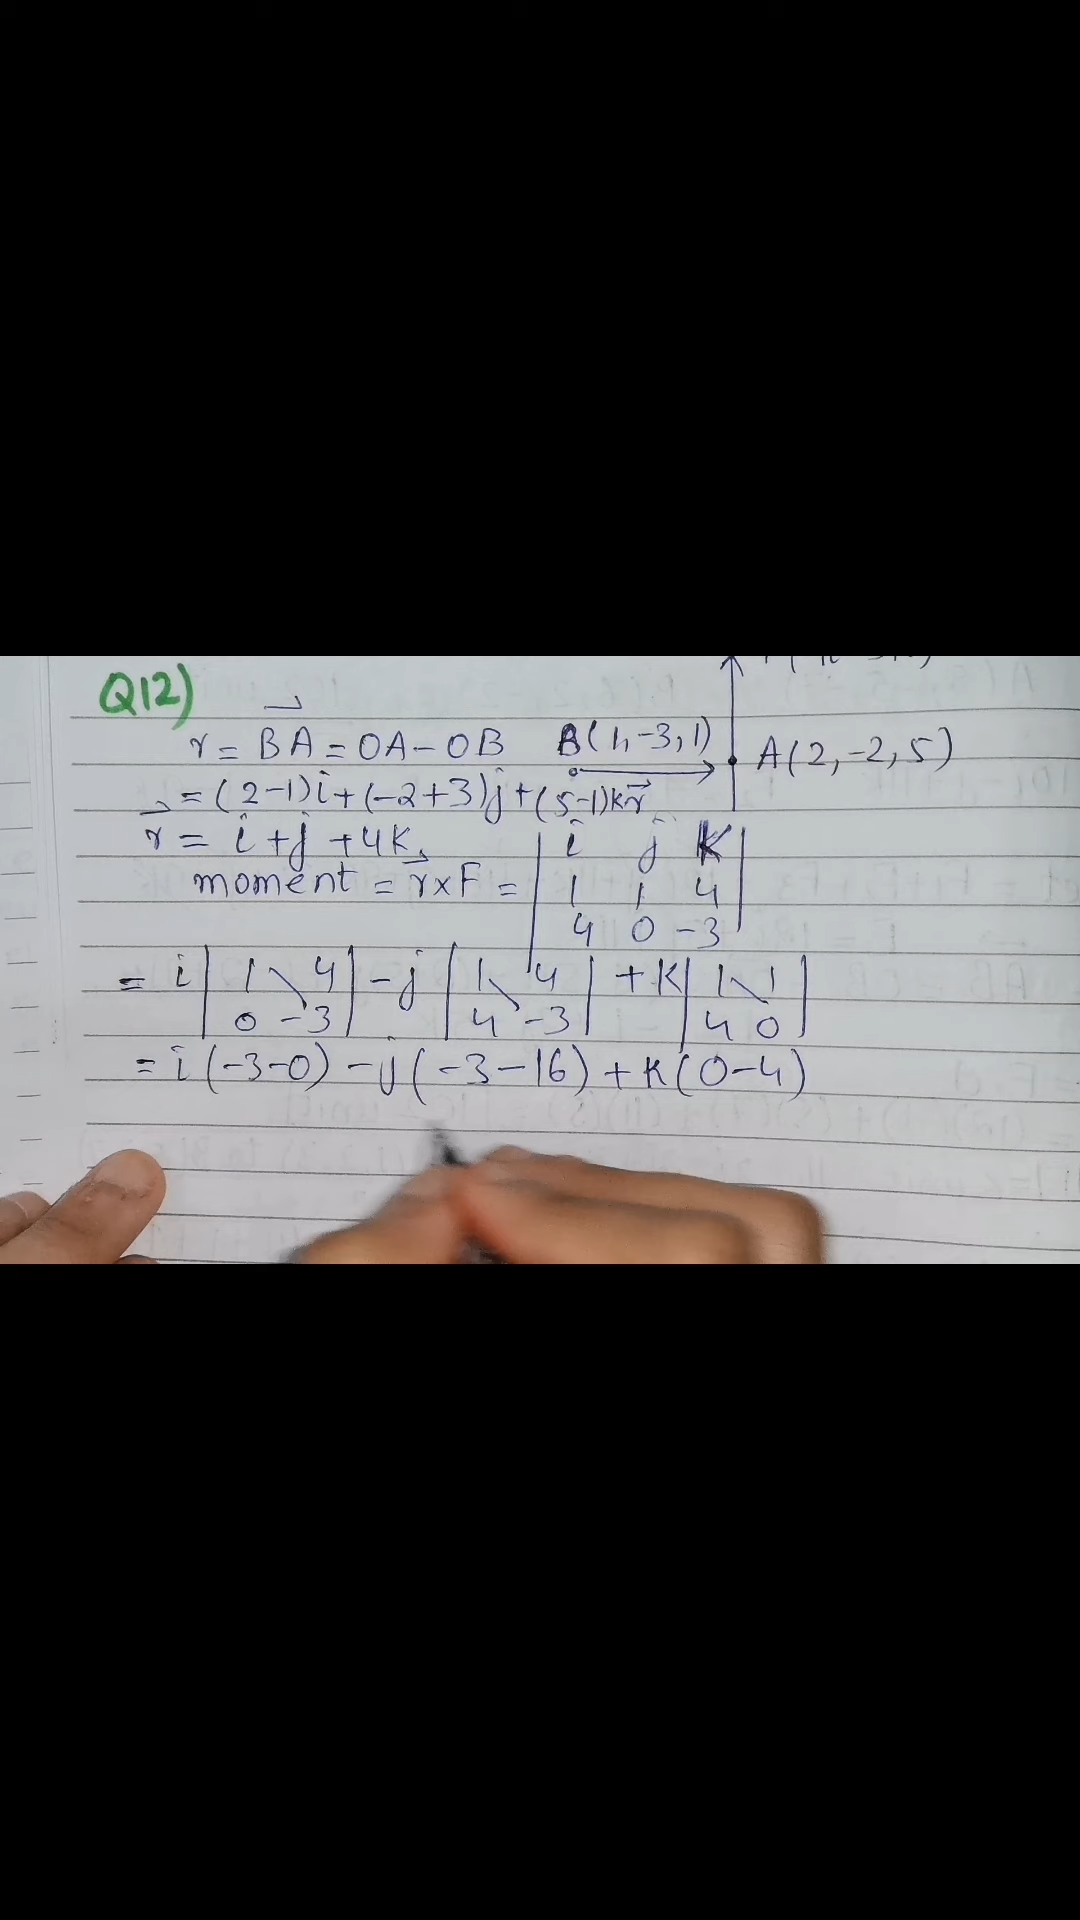 Q12)
r = BA = OA - OB B(1,-3,1) A(2,-2,5)
= (2-1)i + (-2+3)j + (5-1)k r
r = i + j + 4k,
i j k
moment = r x F = 1 1 4
4 0 -3
= i | 1 4 | - j | 1 4 | + k | 1 1 |
0 -3 4 -3 4 0
= i (-3-0) - j (-3-16) + k (0-4)